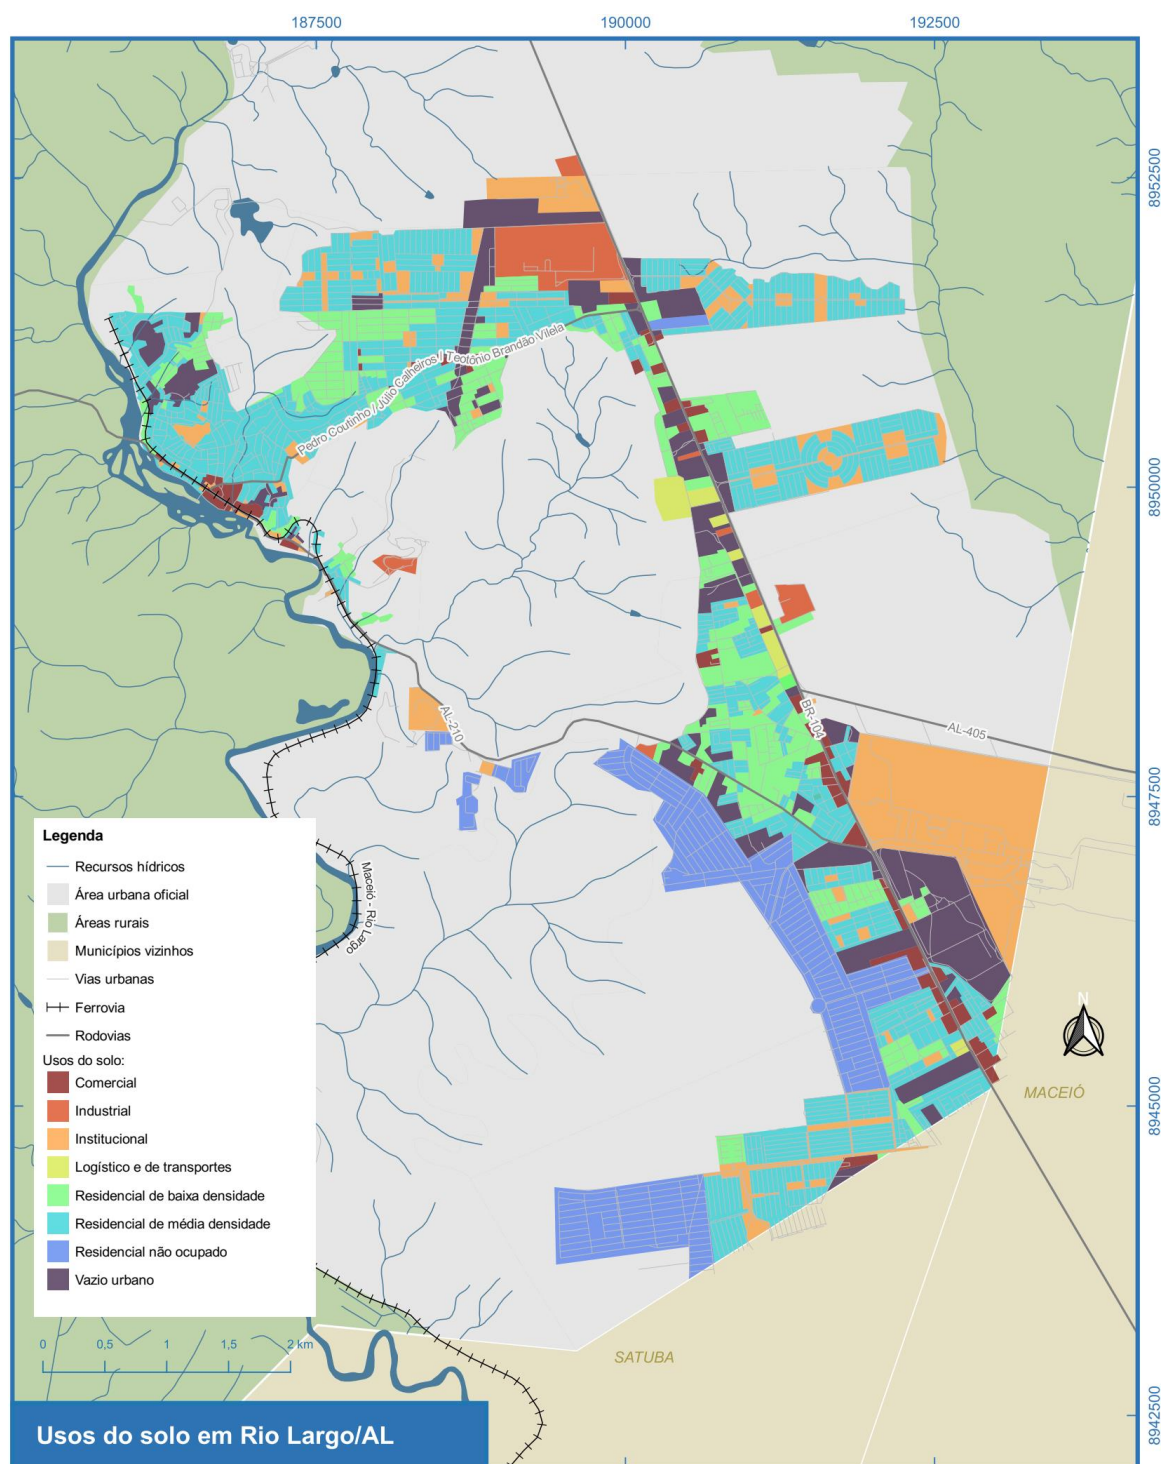 187500
190000
192500
8952500
8950000
8947500
8945000
8942500
Pedro Coutinho / Júlio Calheiros / Teotônio Brandão Vilela
AL-210
BR-104
AL-405
Maceió - Rio Largo
N
MACEIÓ
SATUBA
Legenda
Recursos hídricos
Área urbana oficial
Áreas rurais
Municípios vizinhos
Vias urbanas
Ferrovia
Rodovias
Usos do solo:
Comercial
Industrial
Institucional
Logístico e de transportes
Residencial de baixa densidade
Residencial de média densidade
Residencial não ocupado
Vazio urbano
0 0,5 1 1,5 2 km
Usos do solo em Rio Largo/AL